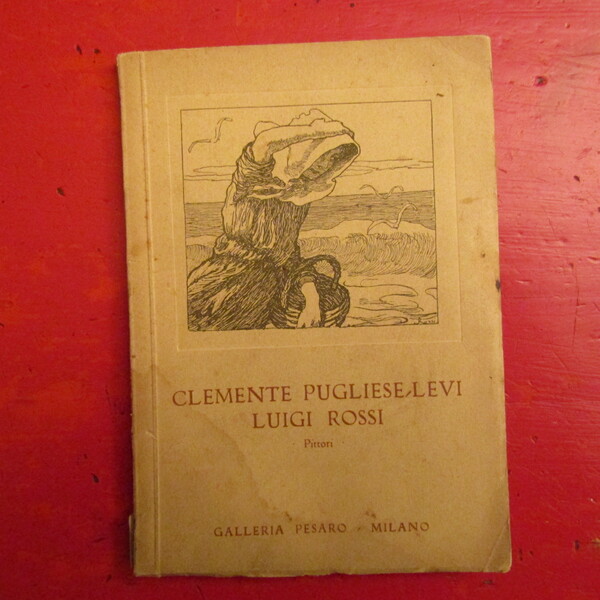 CLEMENTE PUGLIESE-LEVI
LUIGI ROSSI
Pittori
GALLERIA PESARO - MILANO